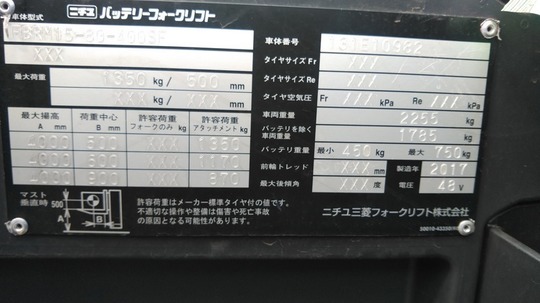 ニチユ バッテリーフォークリフト
車体型式
XXX
最大荷重 1350 kg / 500 mm
XXX kg / XXX mm
最大揚高 A mm 荷重中心 B mm 許容荷重 フォークのみ kg 許容荷重 アタッチメント kg
4000 500 XXX 1350
4000 600 XXX 1170
4000 XXX 870
マスト垂直時 500
A
B
許容荷重はメーカー標準タイヤ付の値です。
不適切な操作や整備は傷害や死亡事故
の原因となる可能性があります。
車体番号 131E10982
タイヤサイズ Fr XXX
タイヤサイズ Re XXX
タイヤ空気圧 Fr XXX kPa Re XXX kPa
車両重量 2255 kg
バッテリを除く車両重量 1785 kg
バッテリ重量 最小 450 kg 最大 750 kg
前輪トレッド XXX mm 製造年 2017
最大後傾角 XXX 度 電圧 48 V
ニチユ三菱フォークリフト株式会社